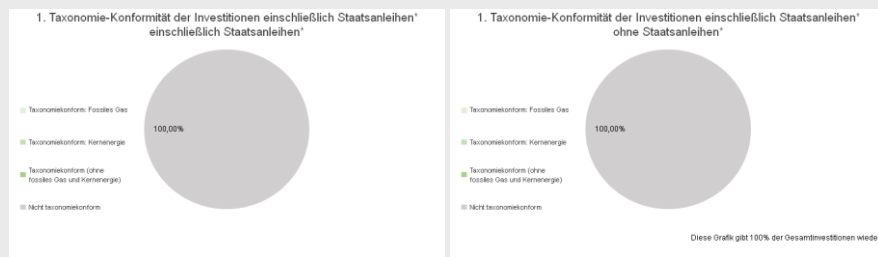 1. Taxonomie-Konformität der Investitionen einschließlich Staatsanleihen*
einschließlich Staatsanleihen*
Taxonomiekonform: Fossiles Gas
100,00%
Taxonomiekonform: Kernenergie
Taxonomiekonform (ohne
fossiles Gas und Kernenergie)
Nicht taxonomiekonform
1. Taxonomie-Konformität der Investitionen einschließlich Staatsanleihen*
ohne Staatsanleihen*
Taxonomiekonform: Fossiles Gas
100,00%
Taxonomiekonform: Kernenergie
Taxonomiekonform (ohne
fossiles Gas und Kernenergie)
Nicht taxonomiekonform
Diese Grafik gibt 100% der Gesamtinvestitionen wiede